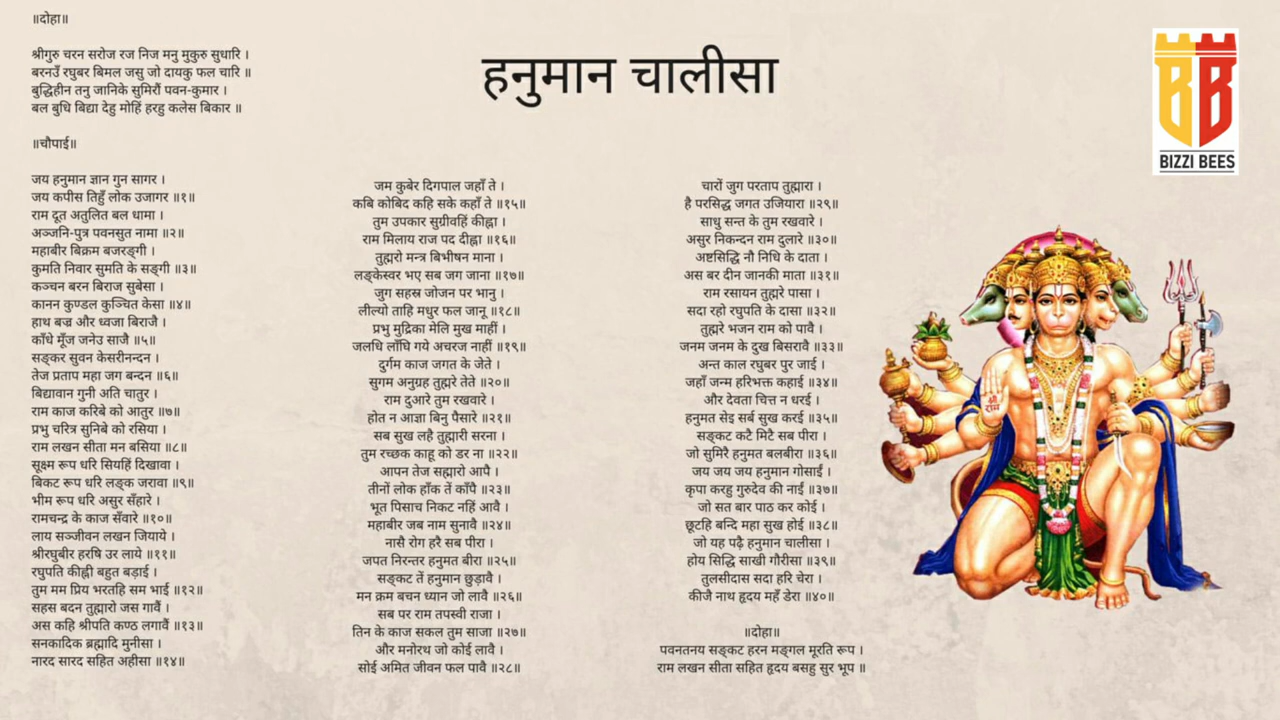 हनुमान चालीसा
BB
BIZZI BEES
॥दोहा॥
श्रीगुरु चरन सरोज रज निज मनु मुकुरु सुधारि ।
बरनउँ रघुबर बिमल जसु जो दायकु फल चारि ॥
बुद्धिहीन तनु जानिके सुमिरौं पवन-कुमार ।
बल बुधि बिद्या देहु मोहिं हरहु कलेस बिकार ॥
॥चौपाई॥
जय हनुमान ज्ञान गुन सागर ।
जय कपीस तिहुँ लोक उजागर ॥१॥
राम दूत अतुलित बल धामा ।
अञ्जनि-पुत्र पवनसुत नामा ॥२॥
महाबीर बिक्रम बजरङ्गी ।
कुमति निवार सुमति के सङ्गी ॥३॥
कञ्चन बरन बिराज सुबेसा ।
कानन कुण्डल कुञ्चित केसा ॥४॥
हाथ बज्र और ध्वजा बिराजै ।
काँधे मूँज जनेउ साजै ॥५॥
सङ्कर सुवन केसरीनन्दन ।
तेज प्रताप महा जग बन्दन ॥६॥
बिद्यावान गुनी अति चातुर ।
राम काज करिबे को आतुर ॥७॥
प्रभु चरित्र सुनिबे को रसिया ।
राम लखन सीता मन बसिया ॥८॥
सूक्ष्म रूप धरि सियहिं दिखावा ।
बिकट रूप धरि लङ्क जरावा ॥९॥
भीम रूप धरि असुर सँहारे ।
रामचन्द्र के काज सँवारे ॥१०॥
लाय सञ्जीवन लखन जियाये ।
श्रीरघुबीर हरषि उर लाये ॥११॥
रघुपति कीह्नी बहुत बड़ाई ।
तुम मम प्रिय भरतहि सम भाई ॥१२॥
सहस बदन तुह्मारो जस गावैं ।
अस कहि श्रीपति कण्ठ लगावैं ॥१३॥
सनकादिक ब्रह्मादि मुनीसा ।
नारद सारद सहित अहीसा ॥१४॥
जम कुबेर दिगपाल जहाँ ते ।
कबि कोबिद कहि सके कहाँ ते ॥१५॥
तुम उपकार सुग्रीवहिं कीह्ना ।
राम मिलाय राज पद दीह्ना ॥१६॥
तुह्मरो मन्त्र बिभीषन माना ।
लङ्केस्वर भए सब जग जाना ॥१७॥
जुग सहस्र जोजन पर भानु ।
लील्यो ताहि मधुर फल जानू ॥१८॥
प्रभु मुद्रिका मेलि मुख माहीं ।
जलधि लाँघि गये अचरज नाहीं ॥१९॥
दुर्गम काज जगत के जेते ।
सुगम अनुग्रह तुह्मरे तेते ॥२०॥
राम दुआरे तुम रखवारे ।
होत न आज्ञा बिनु पैसारे ॥२१॥
सब सुख लहै तुह्मारी सरना ।
तुम रच्छक काहू को डर ना ॥२२॥
आपन तेज सह्मारो आपै ।
तीनों लोक हाँक तें काँपै ॥२३॥
भूत पिसाच निकट नहिं आवै ।
महाबीर जब नाम सुनावै ॥२४॥
नासै रोग हरै सब पीरा ।
जपत निरन्तर हनुमत बीरा ॥२५॥
सङ्कट तें हनुमान छुड़ावै ।
मन क्रम बचन ध्यान जो लावै ॥२६॥
सब पर राम तपस्वी राजा ।
तिन के काज सकल तुम साजा ॥२७॥
और मनोरथ जो कोई लावै ।
सोई अमित जीवन फल पावै ॥२८॥
चारों जुग परताप तुह्मारा ।
है परसिद्ध जगत उजियारा ॥२९॥
साधु सन्त के तुम रखवारे ।
असुर निकन्दन राम दुलारे ॥३०॥
अष्टसिद्धि नौ निधि के दाता ।
अस बर दीन जानकी माता ॥३१॥
राम रसायन तुह्मरे पासा ।
सदा रहो रघुपति के दासा ॥३२॥
तुह्मरे भजन राम को पावै ।
जनम जनम के दुख बिसरावै ॥३३॥
अन्त काल रघुबर पुर जाई ।
जहाँ जन्म हरिभक्त कहाई ॥३४॥
और देवता चित्त न धरई ।
हनुमत सेइ सर्ब सुख करई ॥३५॥
सङ्कट कटै मिटै सब पीरा ।
जो सुमिरै हनुमत बलबीरा ॥३६॥
जय जय जय हनुमान गोसाईं ।
कृपा करहु गुरुदेव की नाईं ॥३७॥
जो सत बार पाठ कर कोई ।
छूटहि बन्दि महा सुख होई ॥३८॥
जो यह पढ़ै हनुमान चालीसा ।
होय सिद्धि साखी गौरीसा ॥३९॥
तुलसीदास सदा हरि चेरा ।
कीजै नाथ हृदय महँ डेरा ॥४०॥
॥दोहा॥
पवनतनय सङ्कट हरन मङ्गल मूरति रूप ।
राम लखन सीता सहित हृदय बसहु सुर भूप ॥
श्री
राम